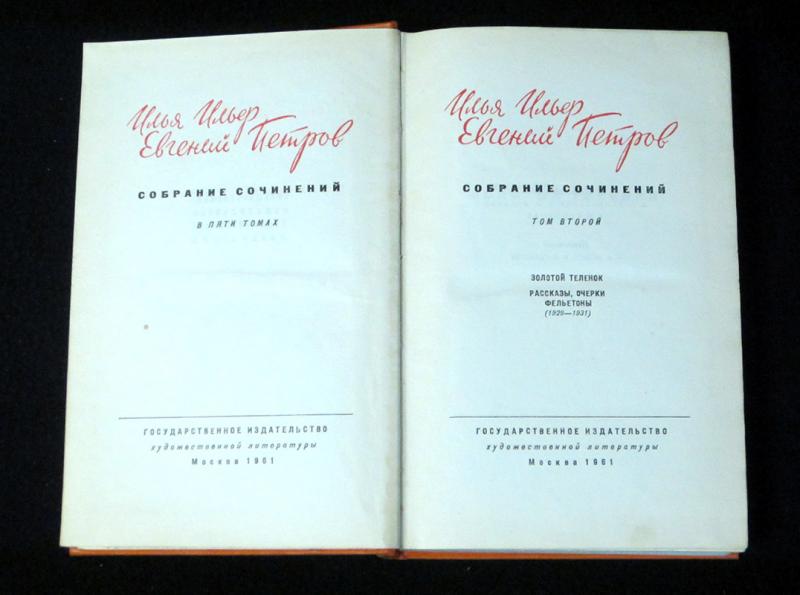 Илья Ильф
Евгений Петров
СОБРАНИЕ СОЧИНЕНИЙ
В ПЯТИ ТОМАХ
ГОСУДАРСТВЕННОЕ ИЗДАТЕЛЬСТВО
художественной литературы
Москва 1961
Илья Ильф
Евгений Петров
СОБРАНИЕ СОЧИНЕНИЙ
ТОМ ВТОРОЙ
ЗОЛОТОЙ ТЕЛЕНОК
РАССКАЗЫ, ОЧЕРКИ
ФЕЛЬЕТОНЫ
(1929—1931)
ГОСУДАРСТВЕННОЕ ИЗДАТЕЛЬСТВО
художественной литературы
Москва 1961